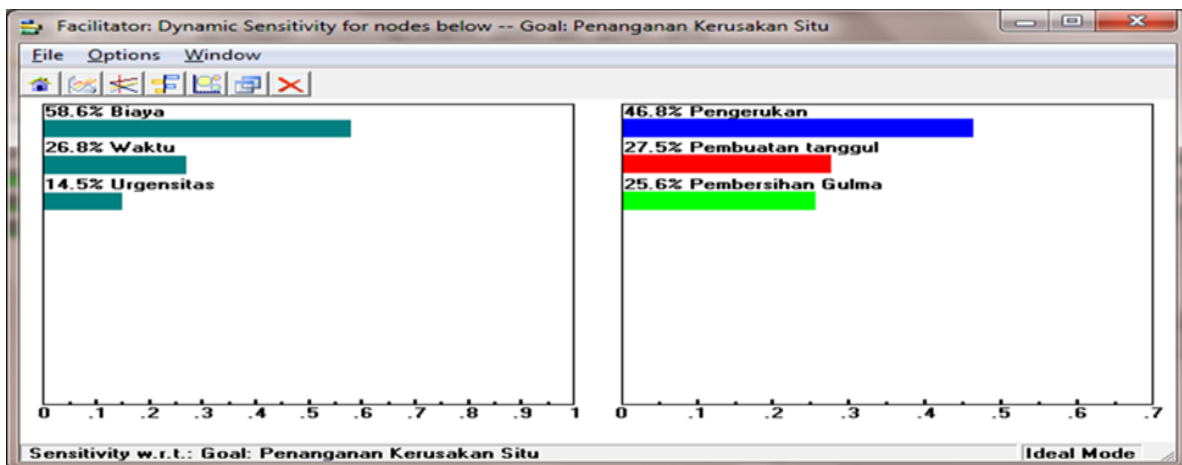 Facilitator: Dynamic Sensitivity for nodes below -- Goal: Penanganan Kerusakan Situ
File Options Window
58.6% Biaya
26.8% Waktu
14.5% Urgensitas
0 .1 .2 .3 .4 .5 .6 .7 .8 .9 1
46.8% Pengerukan
27.5% Pembuatan tanggul
25.6% Pembersihan Gulma
0 .1 .2 .3 .4 .5 .6 .7
Sensitivity w.r.t.: Goal: Penanganan Kerusakan Situ
Ideal Mode